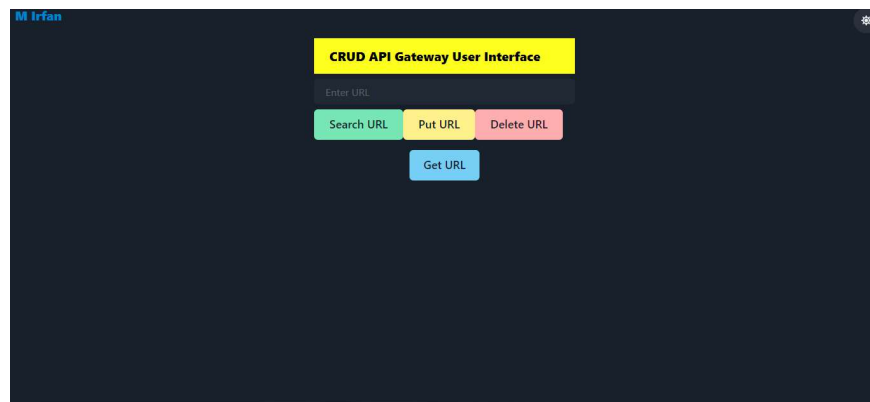 M Irfan
CRUD API Gateway User Interface
Enter URL
Search URL Put URL Delete URL
Get URL